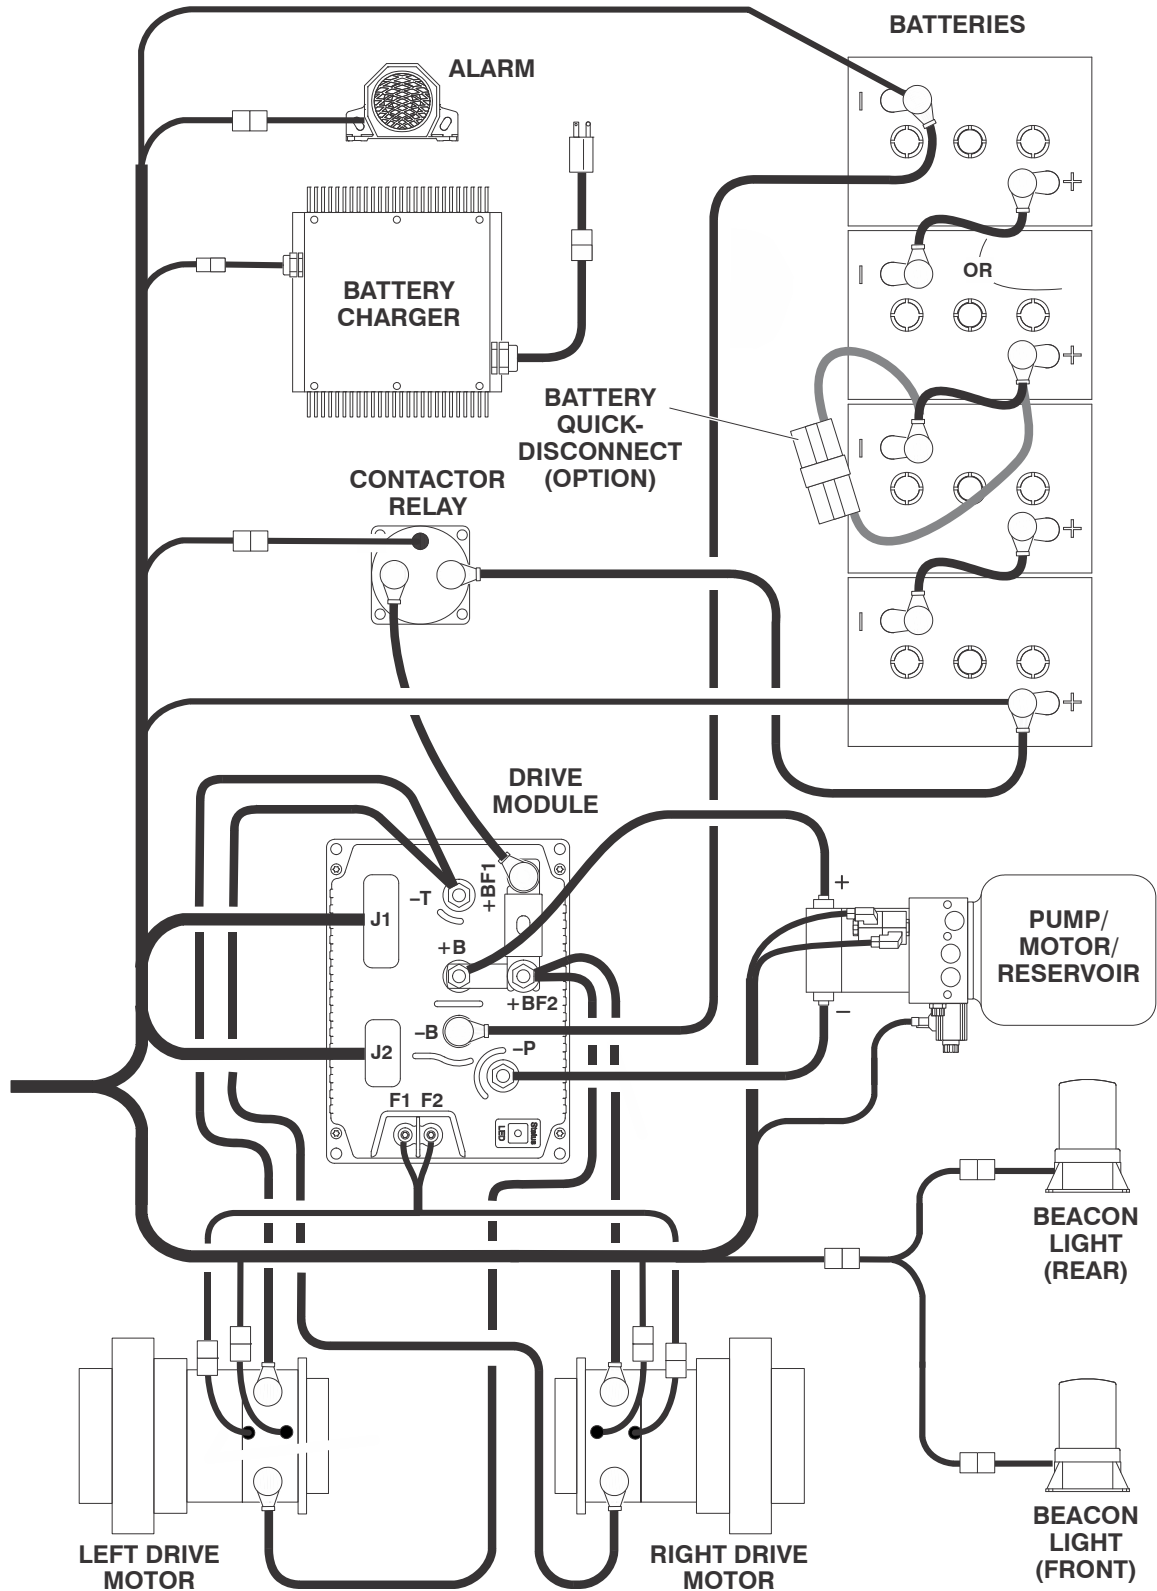 BATTERIES
ALARM
BATTERY
CHARGER
OR
BATTERY
QUICK-
DISCONNECT
(OPTION)
CONTACTOR
RELAY
DRIVE
MODULE
–T
+BF1
J1
+B
+BF2
–B
–P
J2
F1 F2
Status
LED
+
–
PUMP/
MOTOR/
RESERVOIR
BEACON
LIGHT
(REAR)
LEFT DRIVE
MOTOR
RIGHT DRIVE
MOTOR
BEACON
LIGHT
(FRONT)